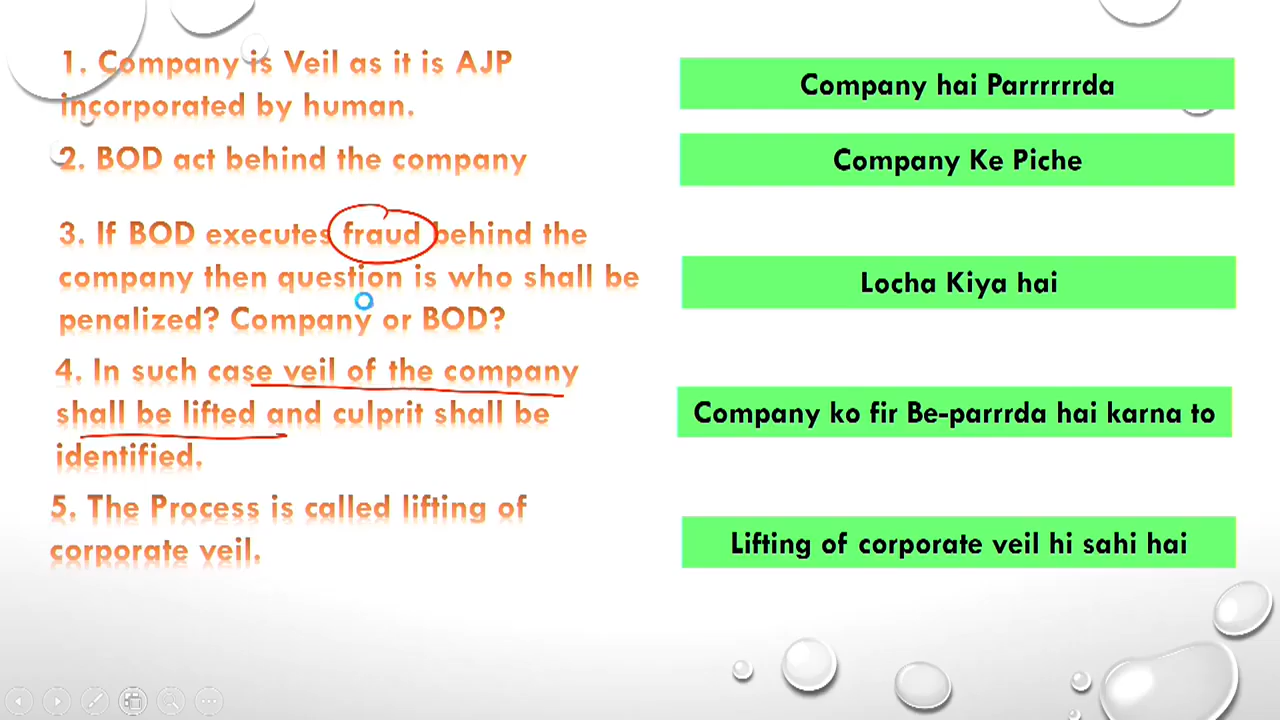 1. Company is Veil as it is AJP
incorporated by human.
Company hai Parrrrrrda
2. BOD act behind the company
Company Ke Piche
3. If BOD executes fraud behind the
company then question is who shall be
penalized? Company or BOD?
Locha Kiya hai
4. In such case veil of the company
shall be lifted and culprit shall be
identified.
Company ko fir Be-parrrda hai karna to
5. The Process is called lifting of
corporate veil.
Lifting of corporate veil hi sahi hai